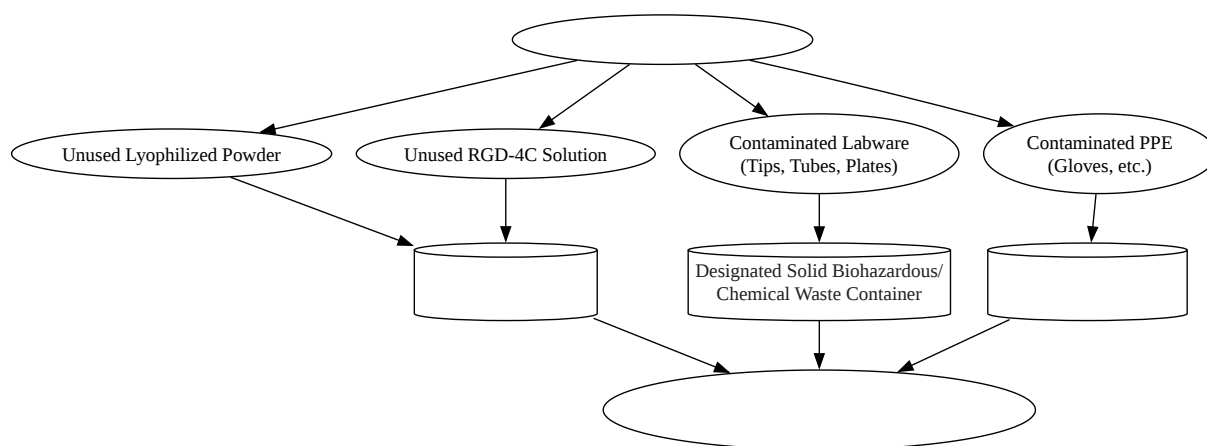 Unused Lyophilized Powder
Unused RGD-4C Solution
Contaminated Labware
(Tips, Tubes, Plates)
Contaminated PPE
(Gloves, etc.)
Designated Solid Biohazardous/
Chemical Waste Container